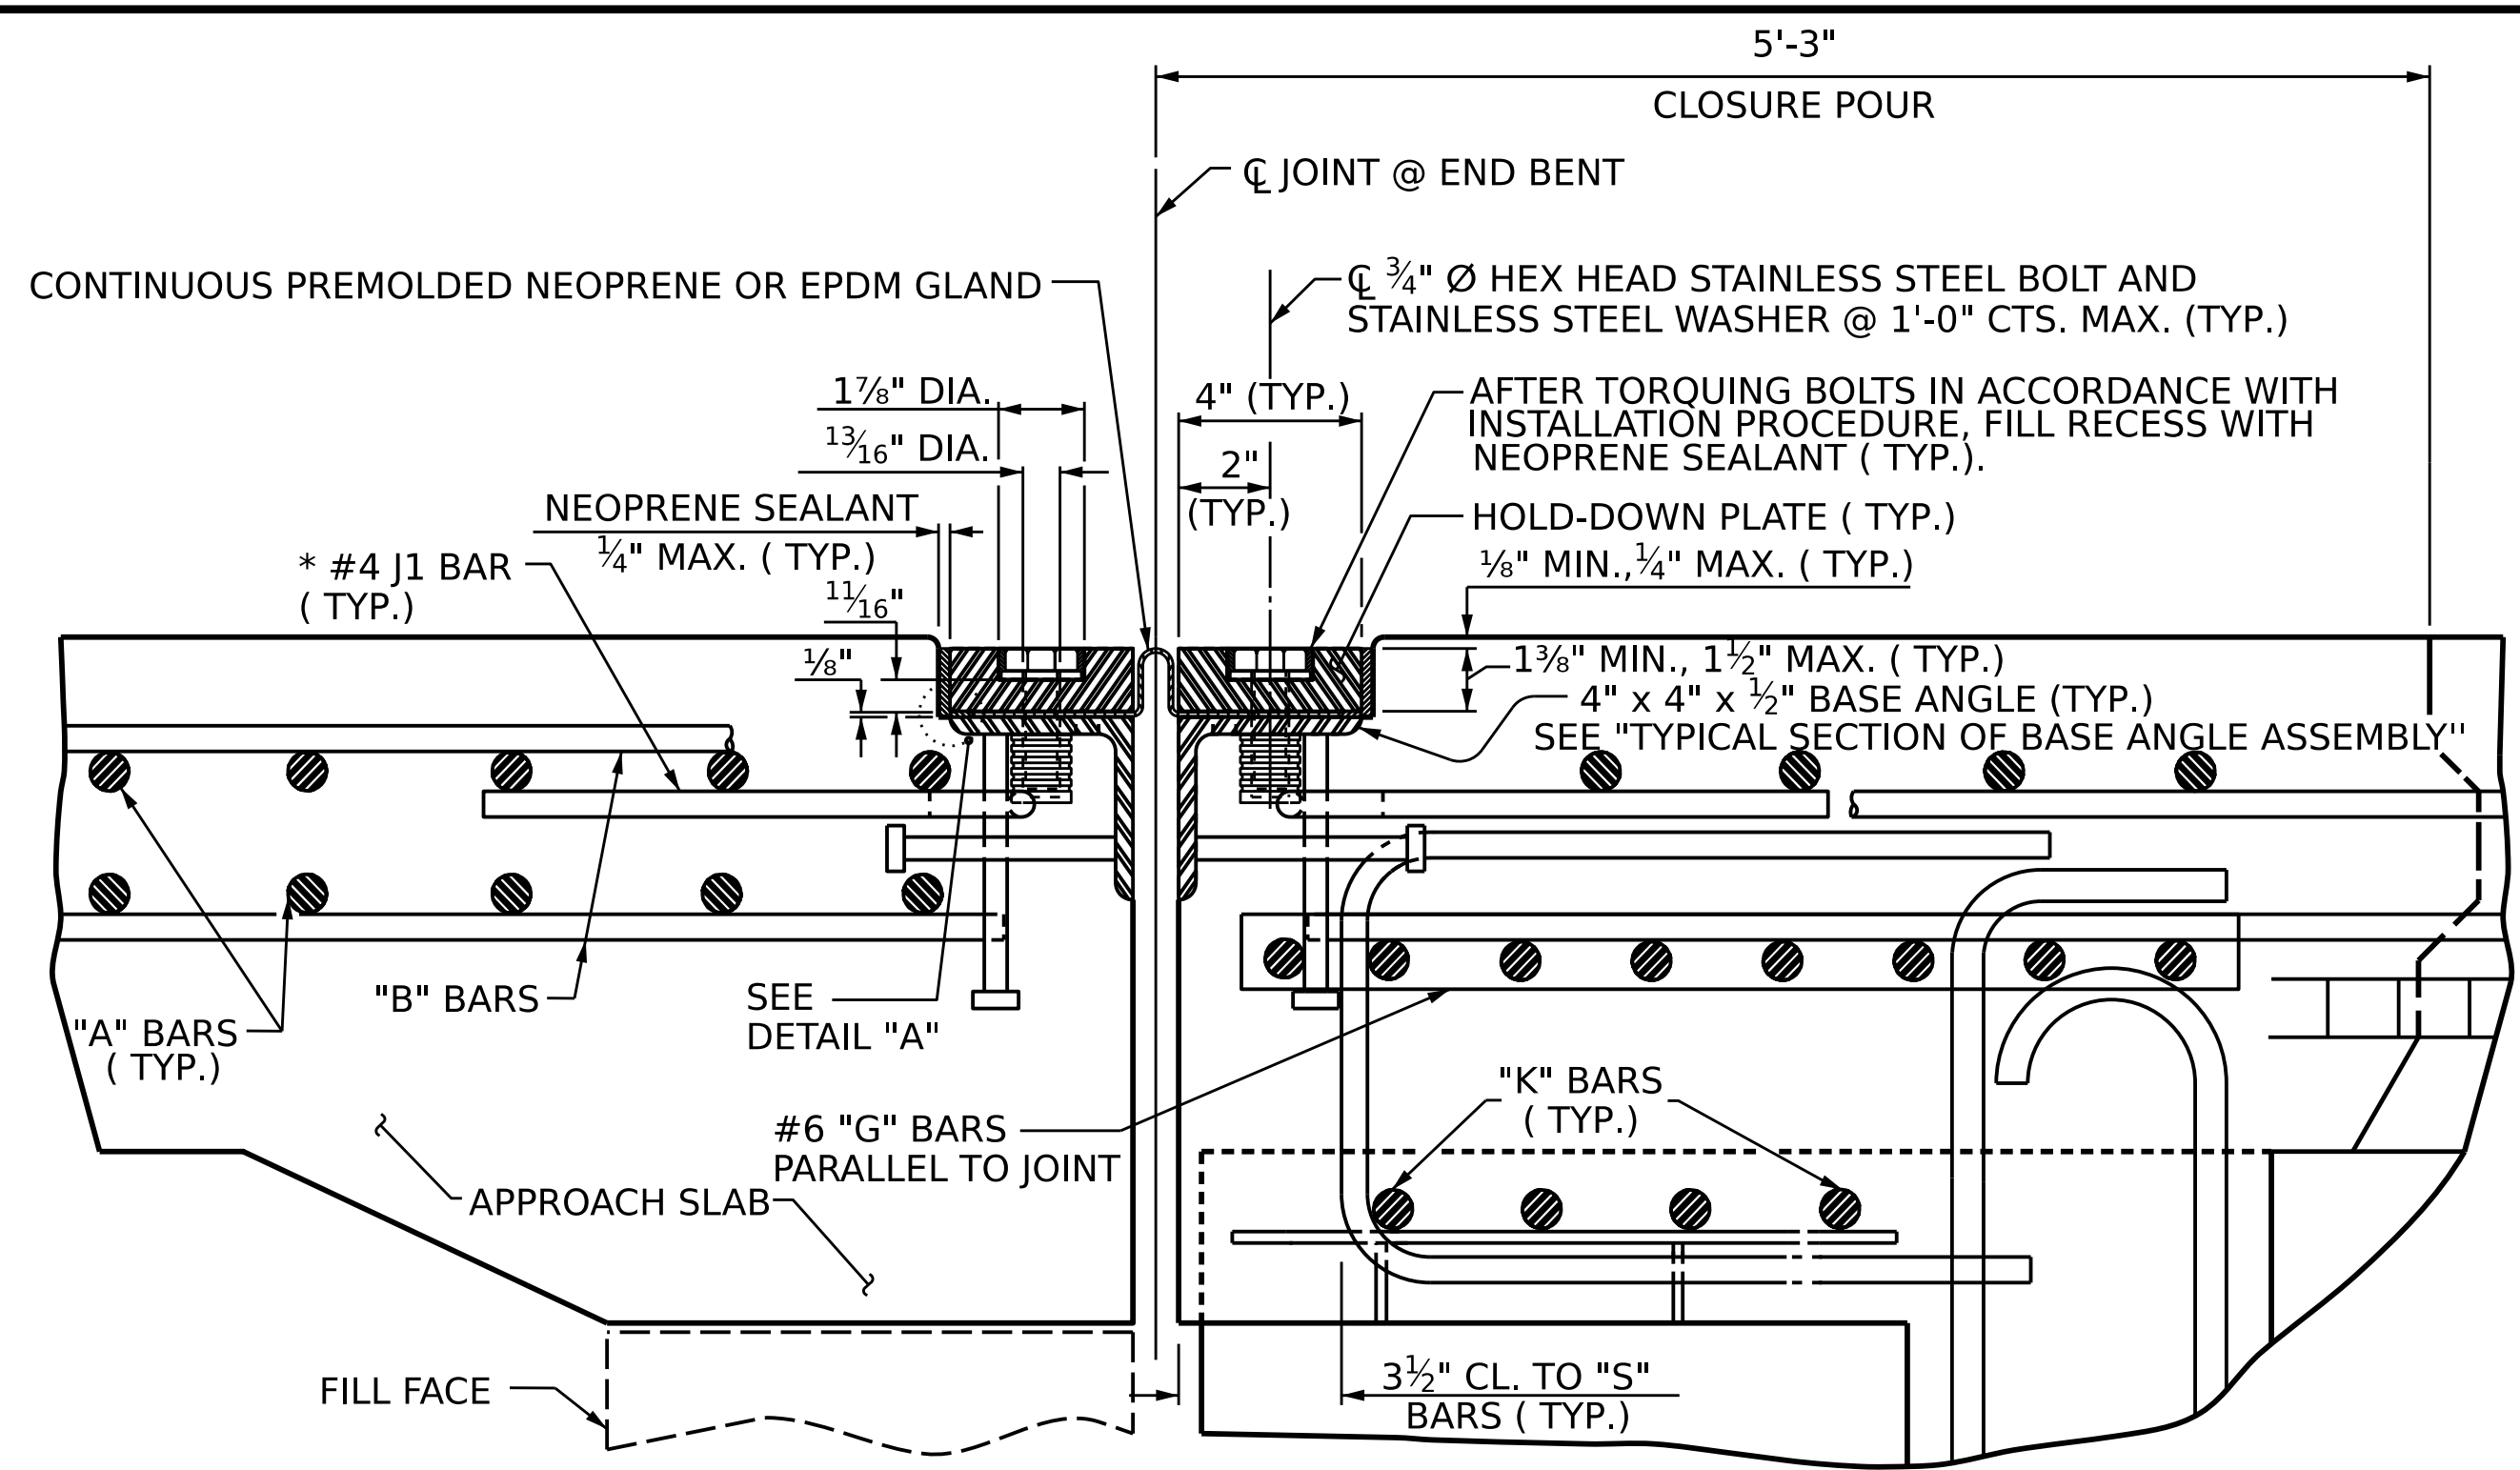 5'-3"
CLOSURE POUR
℄ JOINT @ END BENT
CONTINUOUS PREMOLDED NEOPRENE OR EPDM GLAND
℄ ¾" Ø HEX HEAD STAINLESS STEEL BOLT AND
STAINLESS STEEL WASHER @ 1'-0" CTS. MAX. (TYP.)
1⅞" DIA.
4" (TYP.)
AFTER TORQUING BOLTS IN ACCORDANCE WITH
INSTALLATION PROCEDURE, FILL RECESS WITH
NEOPRENE SEALANT ( TYP.).
13⁄16" DIA.
2"
(TYP.)
NEOPRENE SEALANT
¼" MAX. ( TYP.)
HOLD-DOWN PLATE ( TYP.)
⅛" MIN.,¼" MAX. ( TYP.)
* #4 J1 BAR
( TYP.)
11⁄16"
⅛"
1⅜" MIN., 1½" MAX. ( TYP.)
4" x 4" x ½" BASE ANGLE (TYP.)
SEE "TYPICAL SECTION OF BASE ANGLE ASSEMBLY''
"B" BARS
SEE
DETAIL "A"
"A" BARS
( TYP.)
"K" BARS
( TYP.)
#6 "G" BARS
PARALLEL TO JOINT
APPROACH SLAB
FILL FACE
3½" CL. TO "S"
BARS ( TYP.)